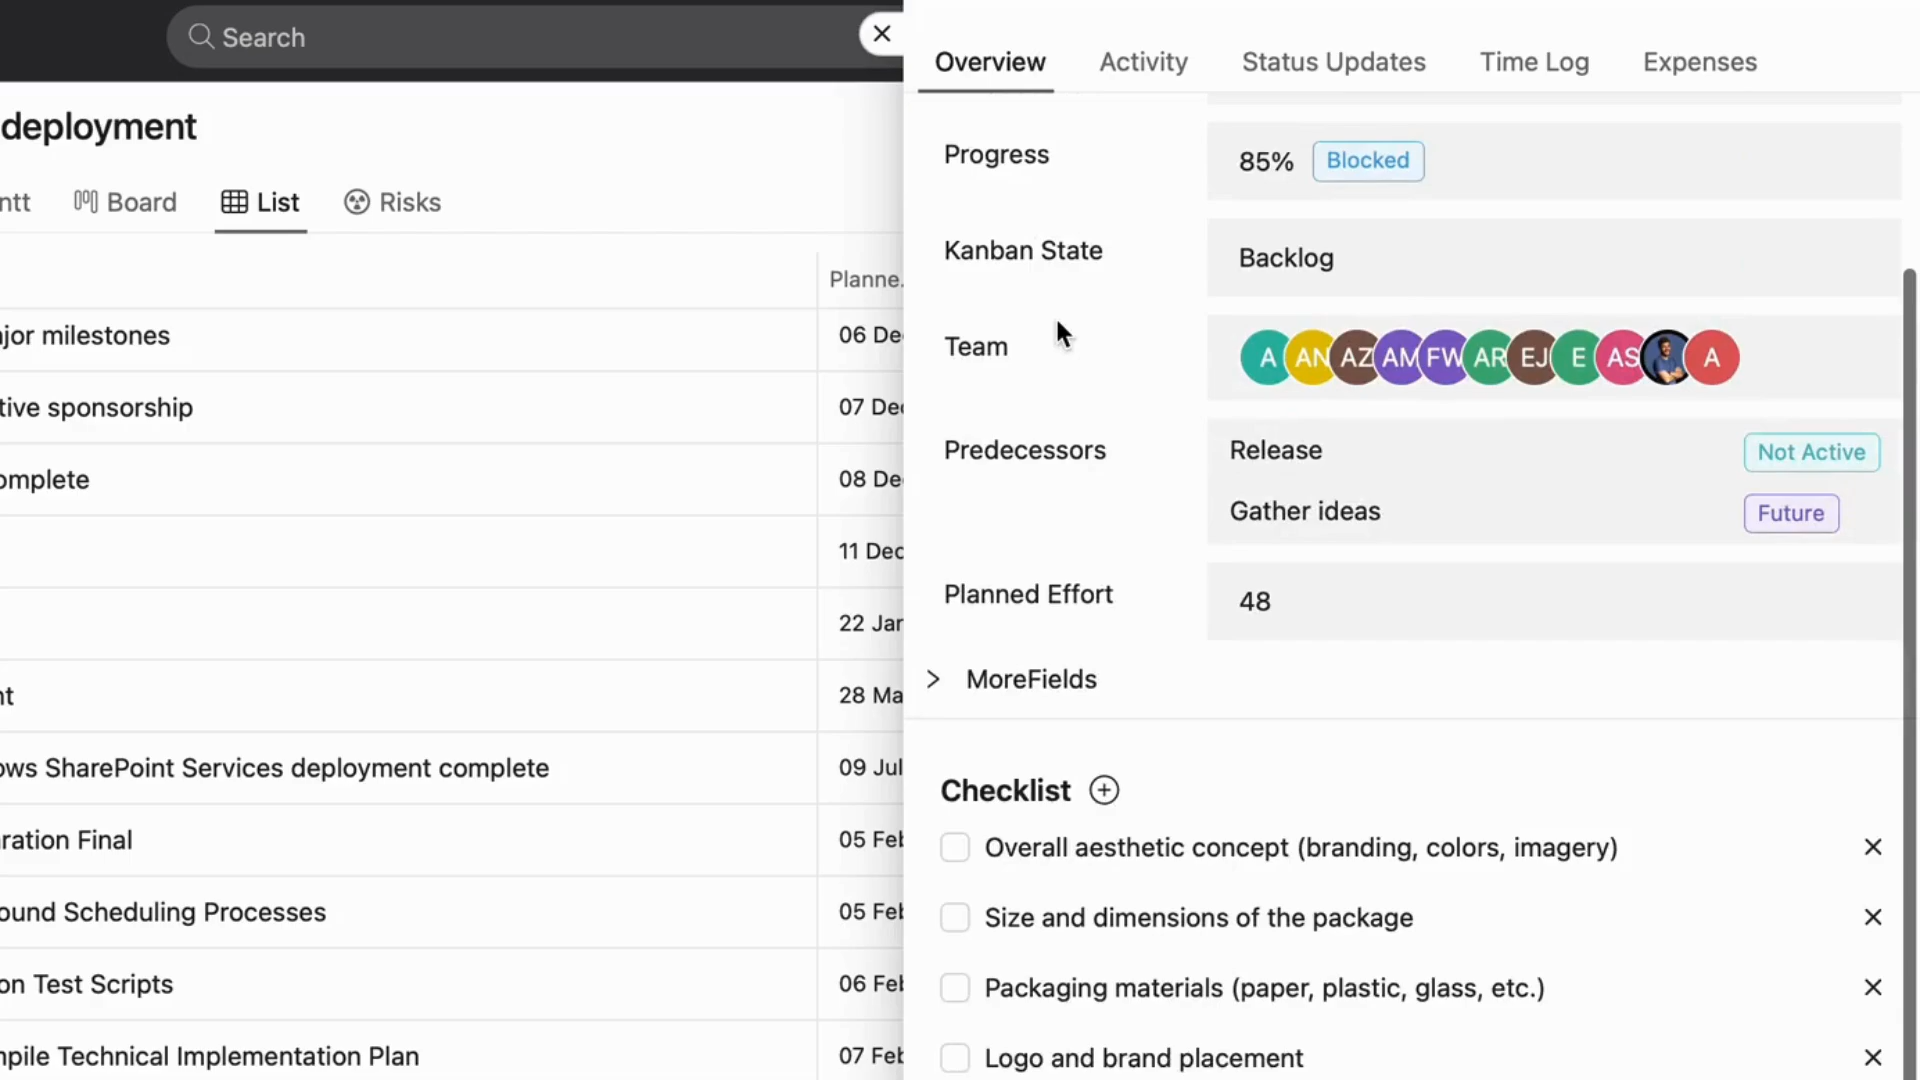 Search
deployment
ntt
Board
List
Risks
Planne.
jor milestones
06 De
tive sponsorship
07 De
omplete
08 De
11 Dec
22 Jar
nt
28 Ma
ows SharePoint Services deployment complete
09 Jul
ration Final
05 Feb
ound Scheduling Processes
05 Feb
on Test Scripts
06 Feb
npile Technical Implementation Plan
07 Feb
Overview
Activity
Status Updates
Time Log
Expenses
Progress
85%
Blocked
Kanban State
Backlog
Team
A AN AZ AM FW AR EJ E AS A
Predecessors
Release
Not Active
Gather ideas
Future
Planned Effort
48
MoreFields
Checklist
Overall aesthetic concept (branding, colors, imagery)
Size and dimensions of the package
Packaging materials (paper, plastic, glass, etc.)
Logo and brand placement